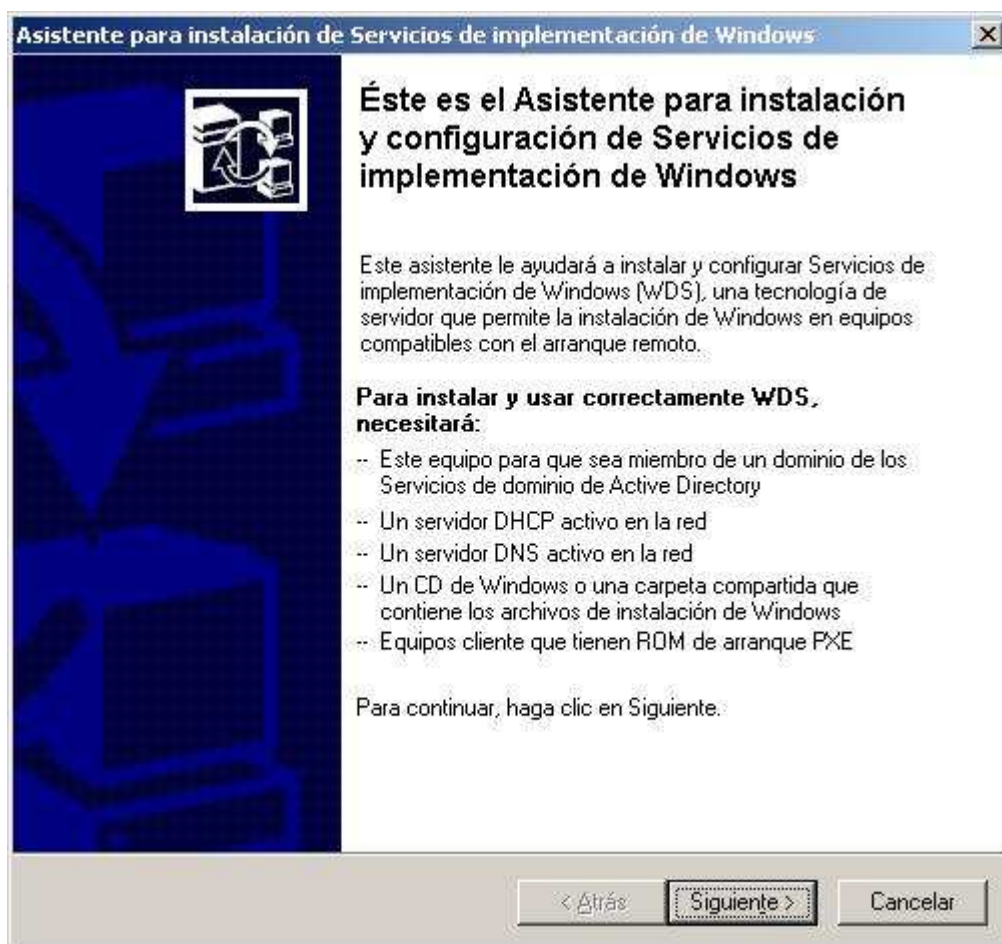 Asistente para instalación de Servicios de implementación de Windows
Éste es el Asistente para instalación
y configuración de Servicios de
implementación de Windows
Este asistente le ayudará a instalar y configurar Servicios de
implementación de Windows (WDS), una tecnología de
servidor que permite la instalación de Windows en equipos
compatibles con el arranque remoto.
Para instalar y usar correctamente WDS,
necesitará:
-- Este equipo para que sea miembro de un dominio de los
Servicios de dominio de Active Directory
-- Un servidor DHCP activo en la red
-- Un servidor DNS activo en la red
-- Un CD de Windows o una carpeta compartida que
contiene los archivos de instalación de Windows
-- Equipos cliente que tienen ROM de arranque PXE
Para continuar, haga clic en Siguiente.
< Atrás
Siguiente >
Cancelar